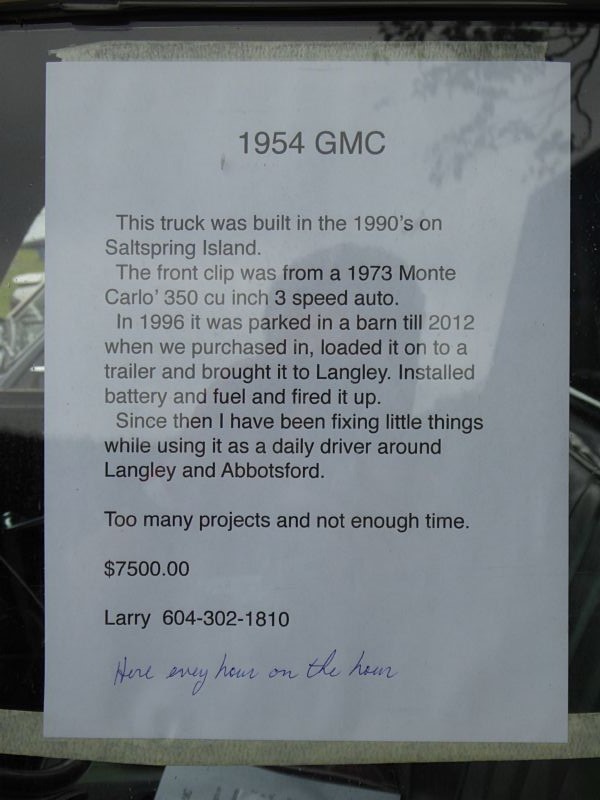 1954 GMC
This truck was built in the 1990's on
Saltspring Island.
The front clip was from a 1973 Monte
Carlo' 350 cu inch 3 speed auto.
In 1996 it was parked in a barn till 2012
when we purchased in, loaded it on to a
trailer and brought it to Langley. Installed
battery and fuel and fired it up.
Since then I have been fixing little things
while using it as a daily driver around
Langley and Abbotsford.
Too many projects and not enough time.
$7500.00
Larry 604-302-1810
Here every hour on the hour